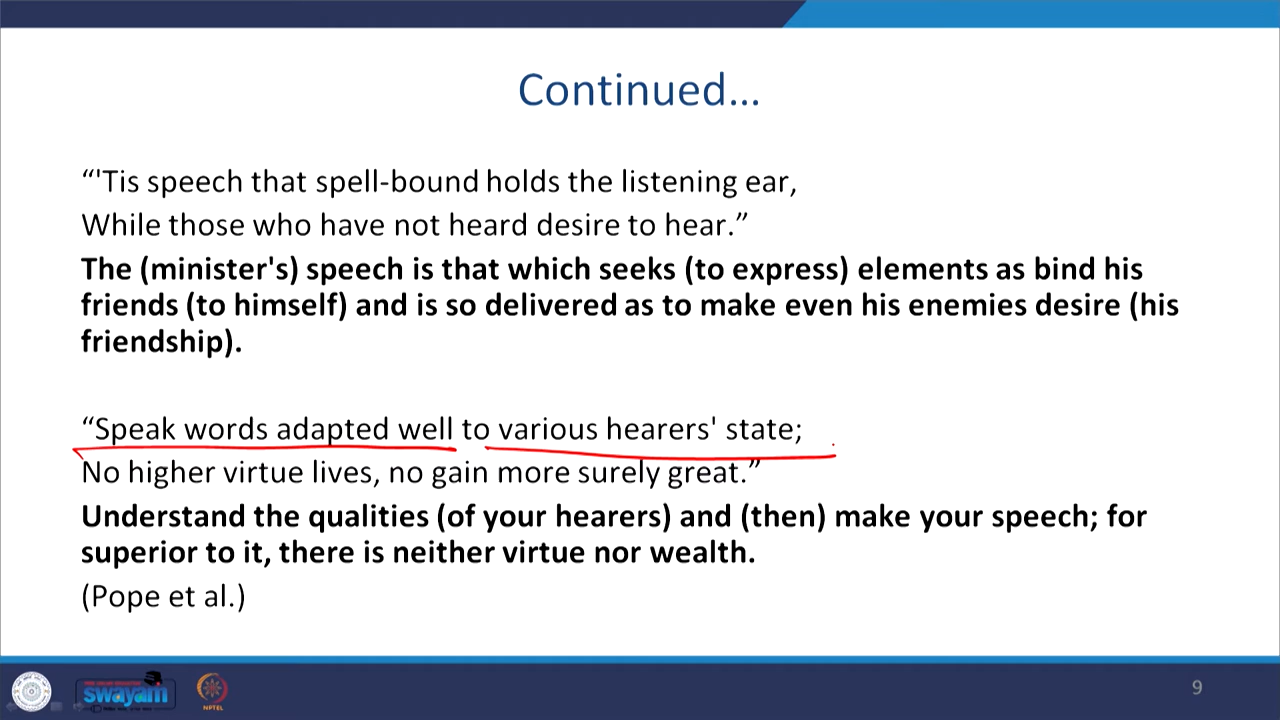 Continued…
“'Tis speech that spell-bound holds the listening ear,
While those who have not heard desire to hear.”
The (minister's) speech is that which seeks (to express) elements as bind his
friends (to himself) and is so delivered as to make even his enemies desire (his
friendship).
“Speak words adapted well to various hearers' state;
No higher virtue lives, no gain more surely great.”
Understand the qualities (of your hearers) and (then) make your speech; for
superior to it, there is neither virtue nor wealth.
(Pope et al.)
swayam
NPTEL
9